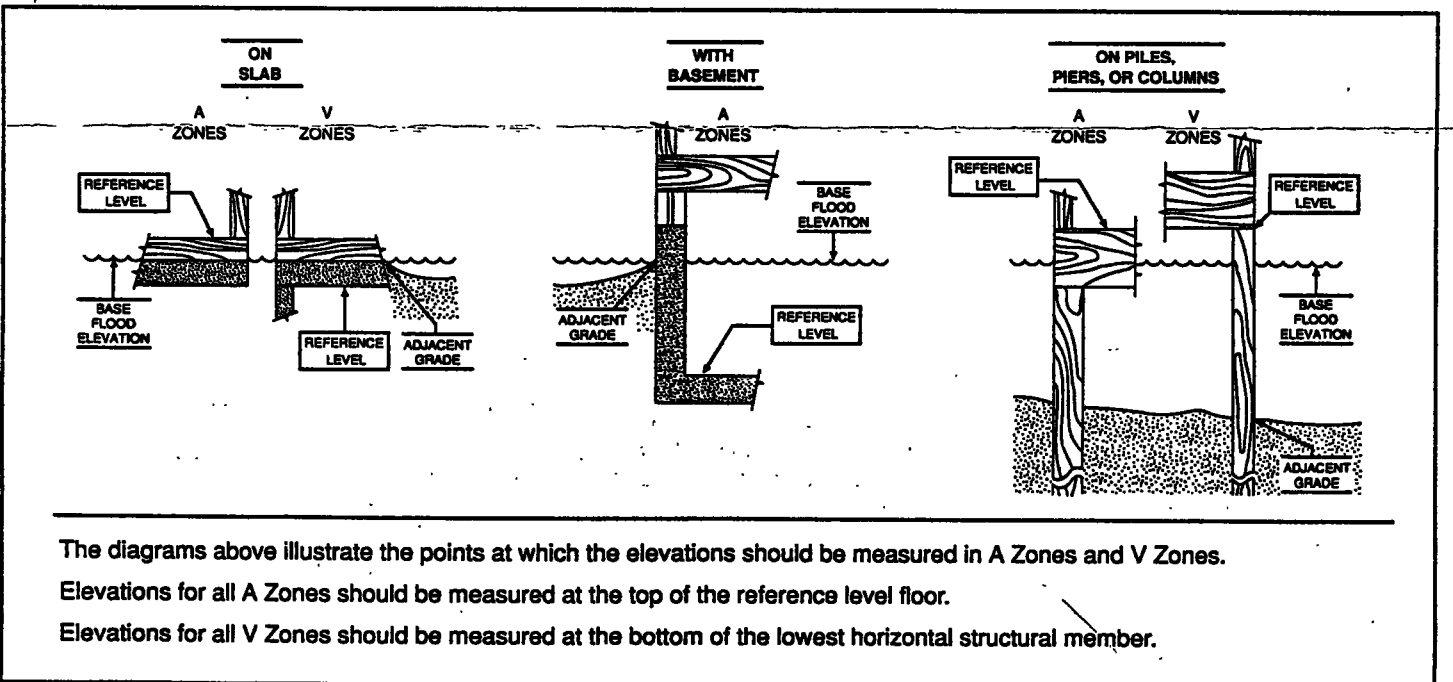 ON
SLAB
A
ZONES
V
ZONES
REFERENCE
LEVEL
BASE
FLOOD
ELEVATION
REFERENCE
LEVEL
ADJACENT
GRADE
WITH
BASEMENT
A
ZONES
BASE
FLOOD
ELEVATION
ADJACENT
GRADE
REFERENCE
LEVEL
ON PILES,
PIERS, OR COLUMNS
A
ZONES
V
ZONES
REFERENCE
LEVEL
REFERENCE
LEVEL
BASE
FLOOD
ELEVATION
ADJACENT
GRADE
The diagrams above illustrate the points at which the elevations should be measured in A Zones and V Zones.
Elevations for all A Zones should be measured at the top of the reference level floor.
Elevations for all V Zones should be measured at the bottom of the lowest horizontal structural member.